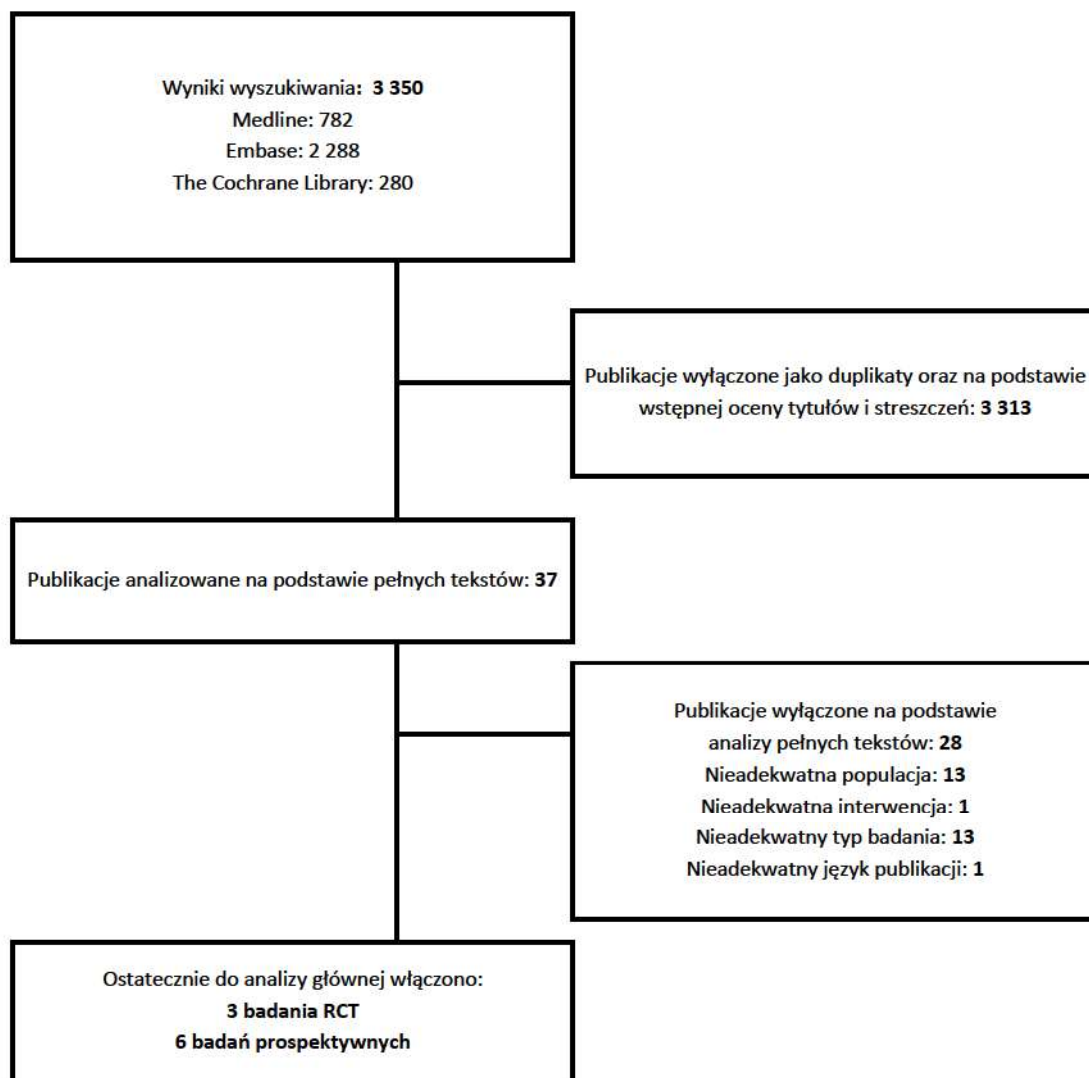 Wyniki wyszukiwania: 3 350
Medline: 782
Embase: 2 288
The Cochrane Library: 280
Publikacje wyłączone jako duplikaty oraz na podstawie
wstępnej oceny tytułów i streszczeń: 3 313
Publikacje analizowane na podstawie pełnych tekstów: 37
Publikacje wyłączone na podstawie
analizy pełnych tekstów: 28
Nieadekwatna populacja: 13
Nieadekwatna interwencja: 1
Nieadekwatny typ badania: 13
Nieadekwatny język publikacji: 1
Ostatecznie do analizy głównej włączono:
3 badania RCT
6 badań prospektywnych